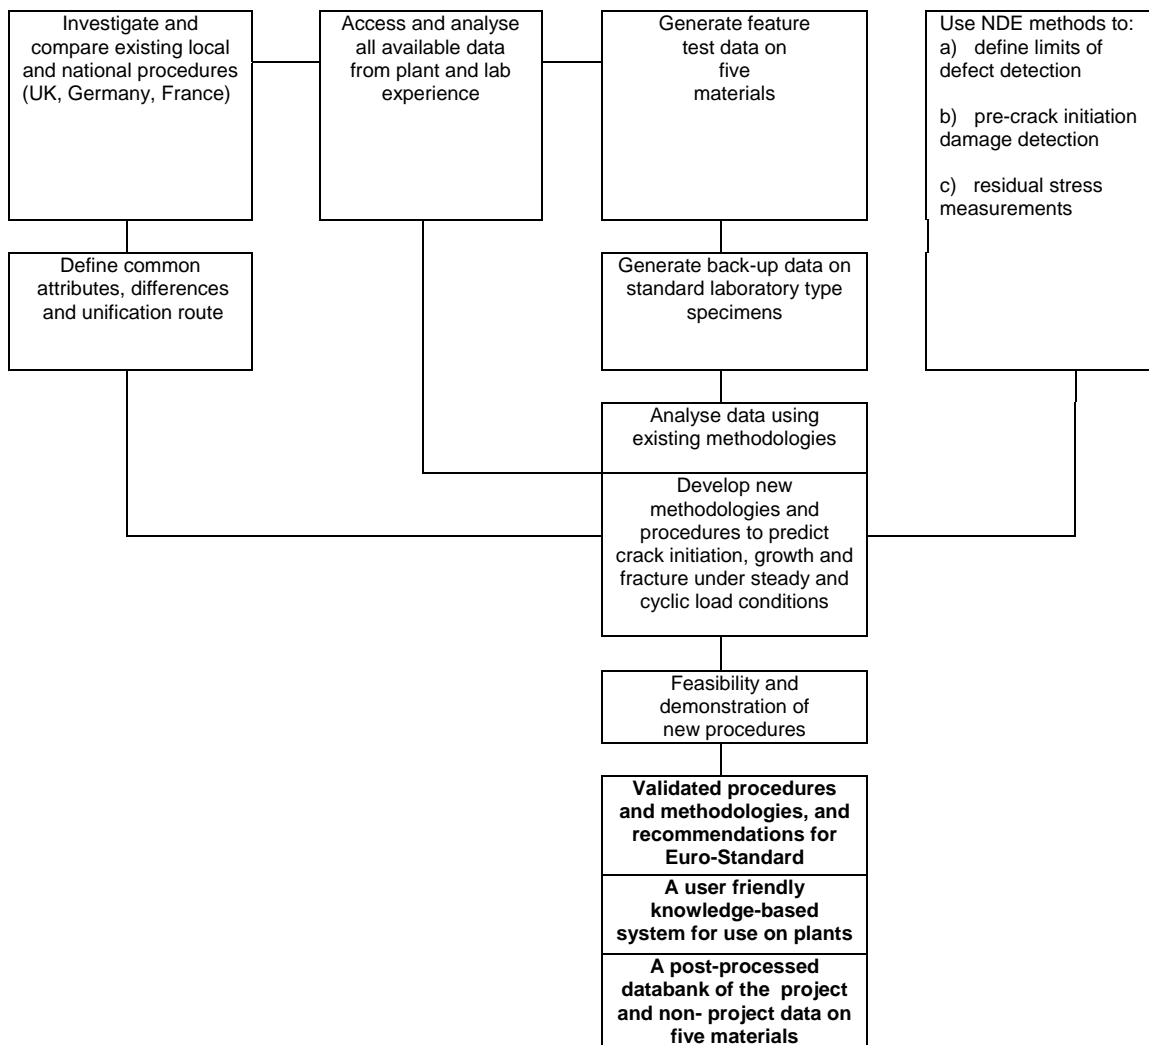 Investigate and
compare existing local
and national procedures
(UK, Germany, France)
Access and analyse
all available data
from plant and lab
experience
Generate feature
test data on
five
materials
Use NDE methods to:
a) define limits of
defect detection
b) pre-crack initiation
damage detection
c) residual stress
measurements
Define common
attributes, differences
and unification route
Generate back-up data on
standard laboratory type
specimens
Analyse data using
existing methodologies
Develop new
methodologies and
procedures to predict
crack initiation, growth and
fracture under steady and
cyclic load conditions
Feasibility and
demonstration of
new procedures
Validated procedures
and methodologies, and
recommendations for
Euro-Standard
A user friendly
knowledge-based
system for use on plants
A post-processed
databank of the project
and non- project data on
five materials